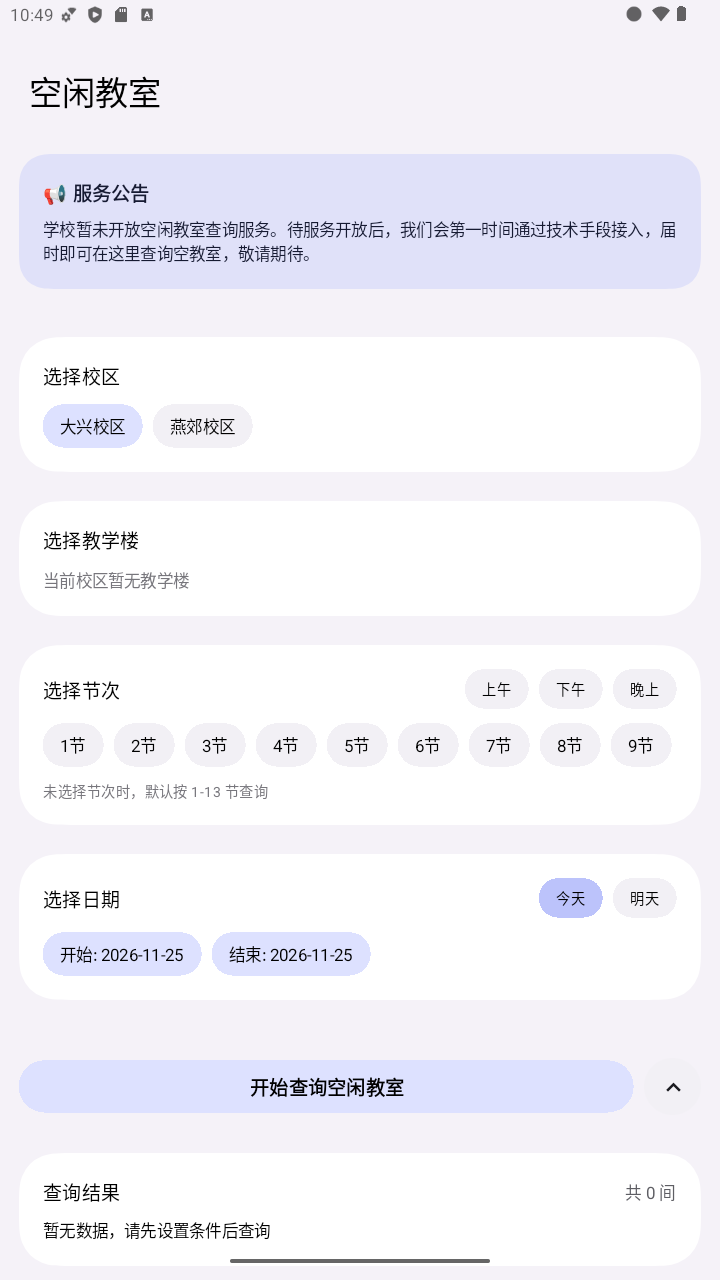 10:49
空闲教室
📢 服务公告
学校暂未开放空闲教室查询服务。待服务开放后，我们会第一时间通过技术手段接入，届
时即可在这里查询空教室，敬请期待。
选择校区
大兴校区 燕郊校区
选择教学楼
当前校区暂无教学楼
选择节次 上午 下午 晚上
1节 2节 3节 4节 5节 6节 7节 8节 9节
未选择节次时，默认按 1-13 节查询
选择日期 今天 明天
开始: 2026-11-25 结束: 2026-11-25
开始查询空闲教室
查询结果 共 0 间
暂无数据，请先设置条件后查询